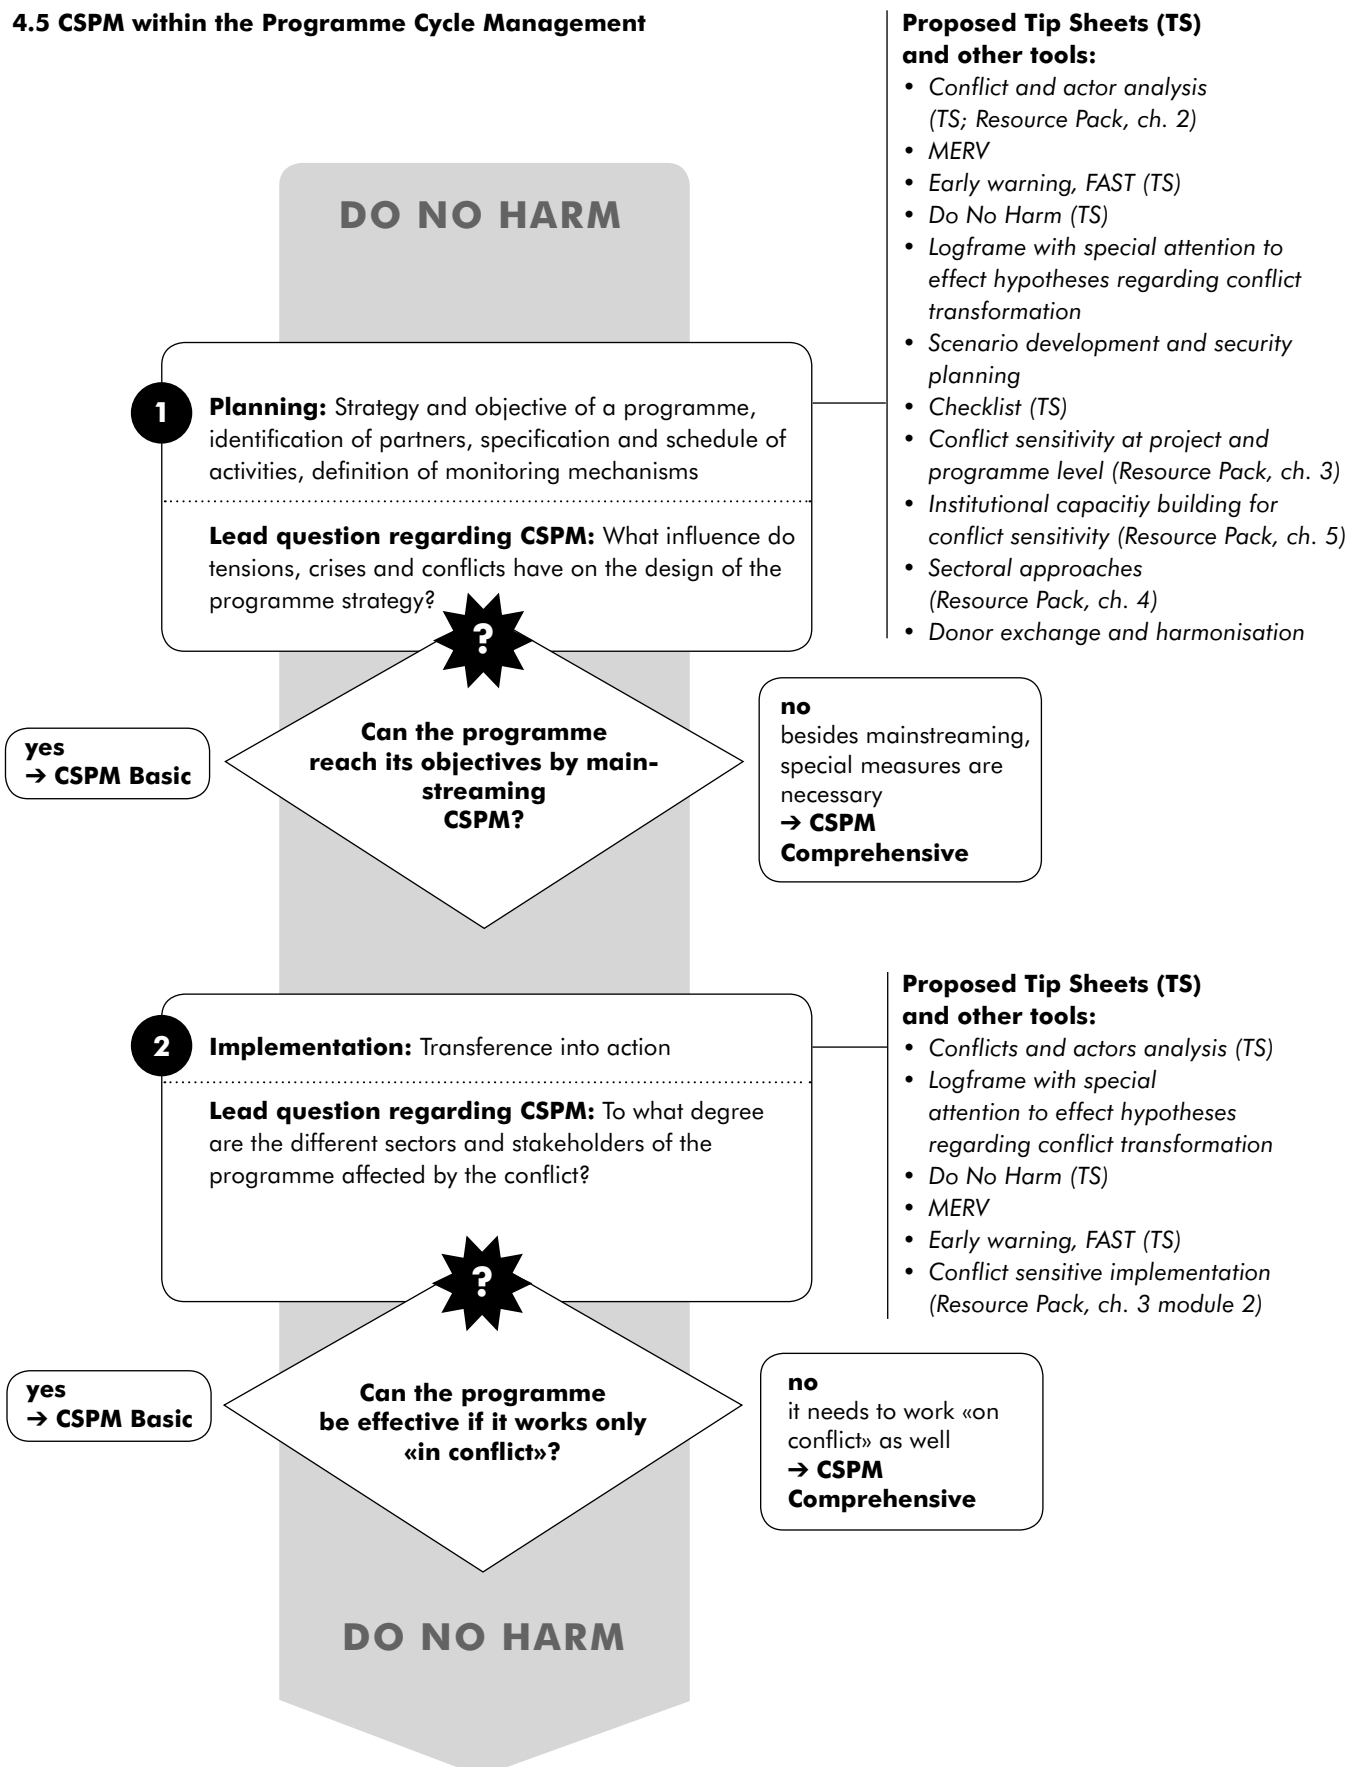 4.5 CSPM within the Programme Cycle Management
Proposed Tip Sheets (TS)
and other tools:
• Conflict and actor analysis
(TS; Resource Pack, ch. 2)
• MERV
• Early warning, FAST (TS)
• Do No Harm (TS)
• Logframe with special attention to
effect hypotheses regarding conflict
transformation
• Scenario development and security
planning
• Checklist (TS)
• Conflict sensitivity at project and
programme level (Resource Pack, ch. 3)
• Institutional capacitiy building for
conflict sensitivity (Resource Pack, ch. 5)
• Sectoral approaches
(Resource Pack, ch. 4)
• Donor exchange and harmonisation
DO NO HARM
1
Planning: Strategy and objective of a programme,
identification of partners, specification and schedule of
activities, definition of monitoring mechanisms
Lead question regarding CSPM: What influence do
tensions, crises and conflicts have on the design of the
programme strategy?
?
Can the programme
reach its objectives by main-
streaming
CSPM?
yes
→ CSPM Basic
no
besides mainstreaming,
special measures are
necessary
→ CSPM
Comprehensive
2
Implementation: Transference into action
Lead question regarding CSPM: To what degree
are the different sectors and stakeholders of the
programme affected by the conflict?
Proposed Tip Sheets (TS)
and other tools:
• Conflicts and actors analysis (TS)
• Logframe with special
attention to effect hypotheses
regarding conflict transformation
• Do No Harm (TS)
• MERV
• Early warning, FAST (TS)
• Conflict sensitive implementation
(Resource Pack, ch. 3 module 2)
?
Can the programme
be effective if it works only
«in conflict»?
yes
→ CSPM Basic
no
it needs to work «on
conflict» as well
→ CSPM
Comprehensive
DO NO HARM